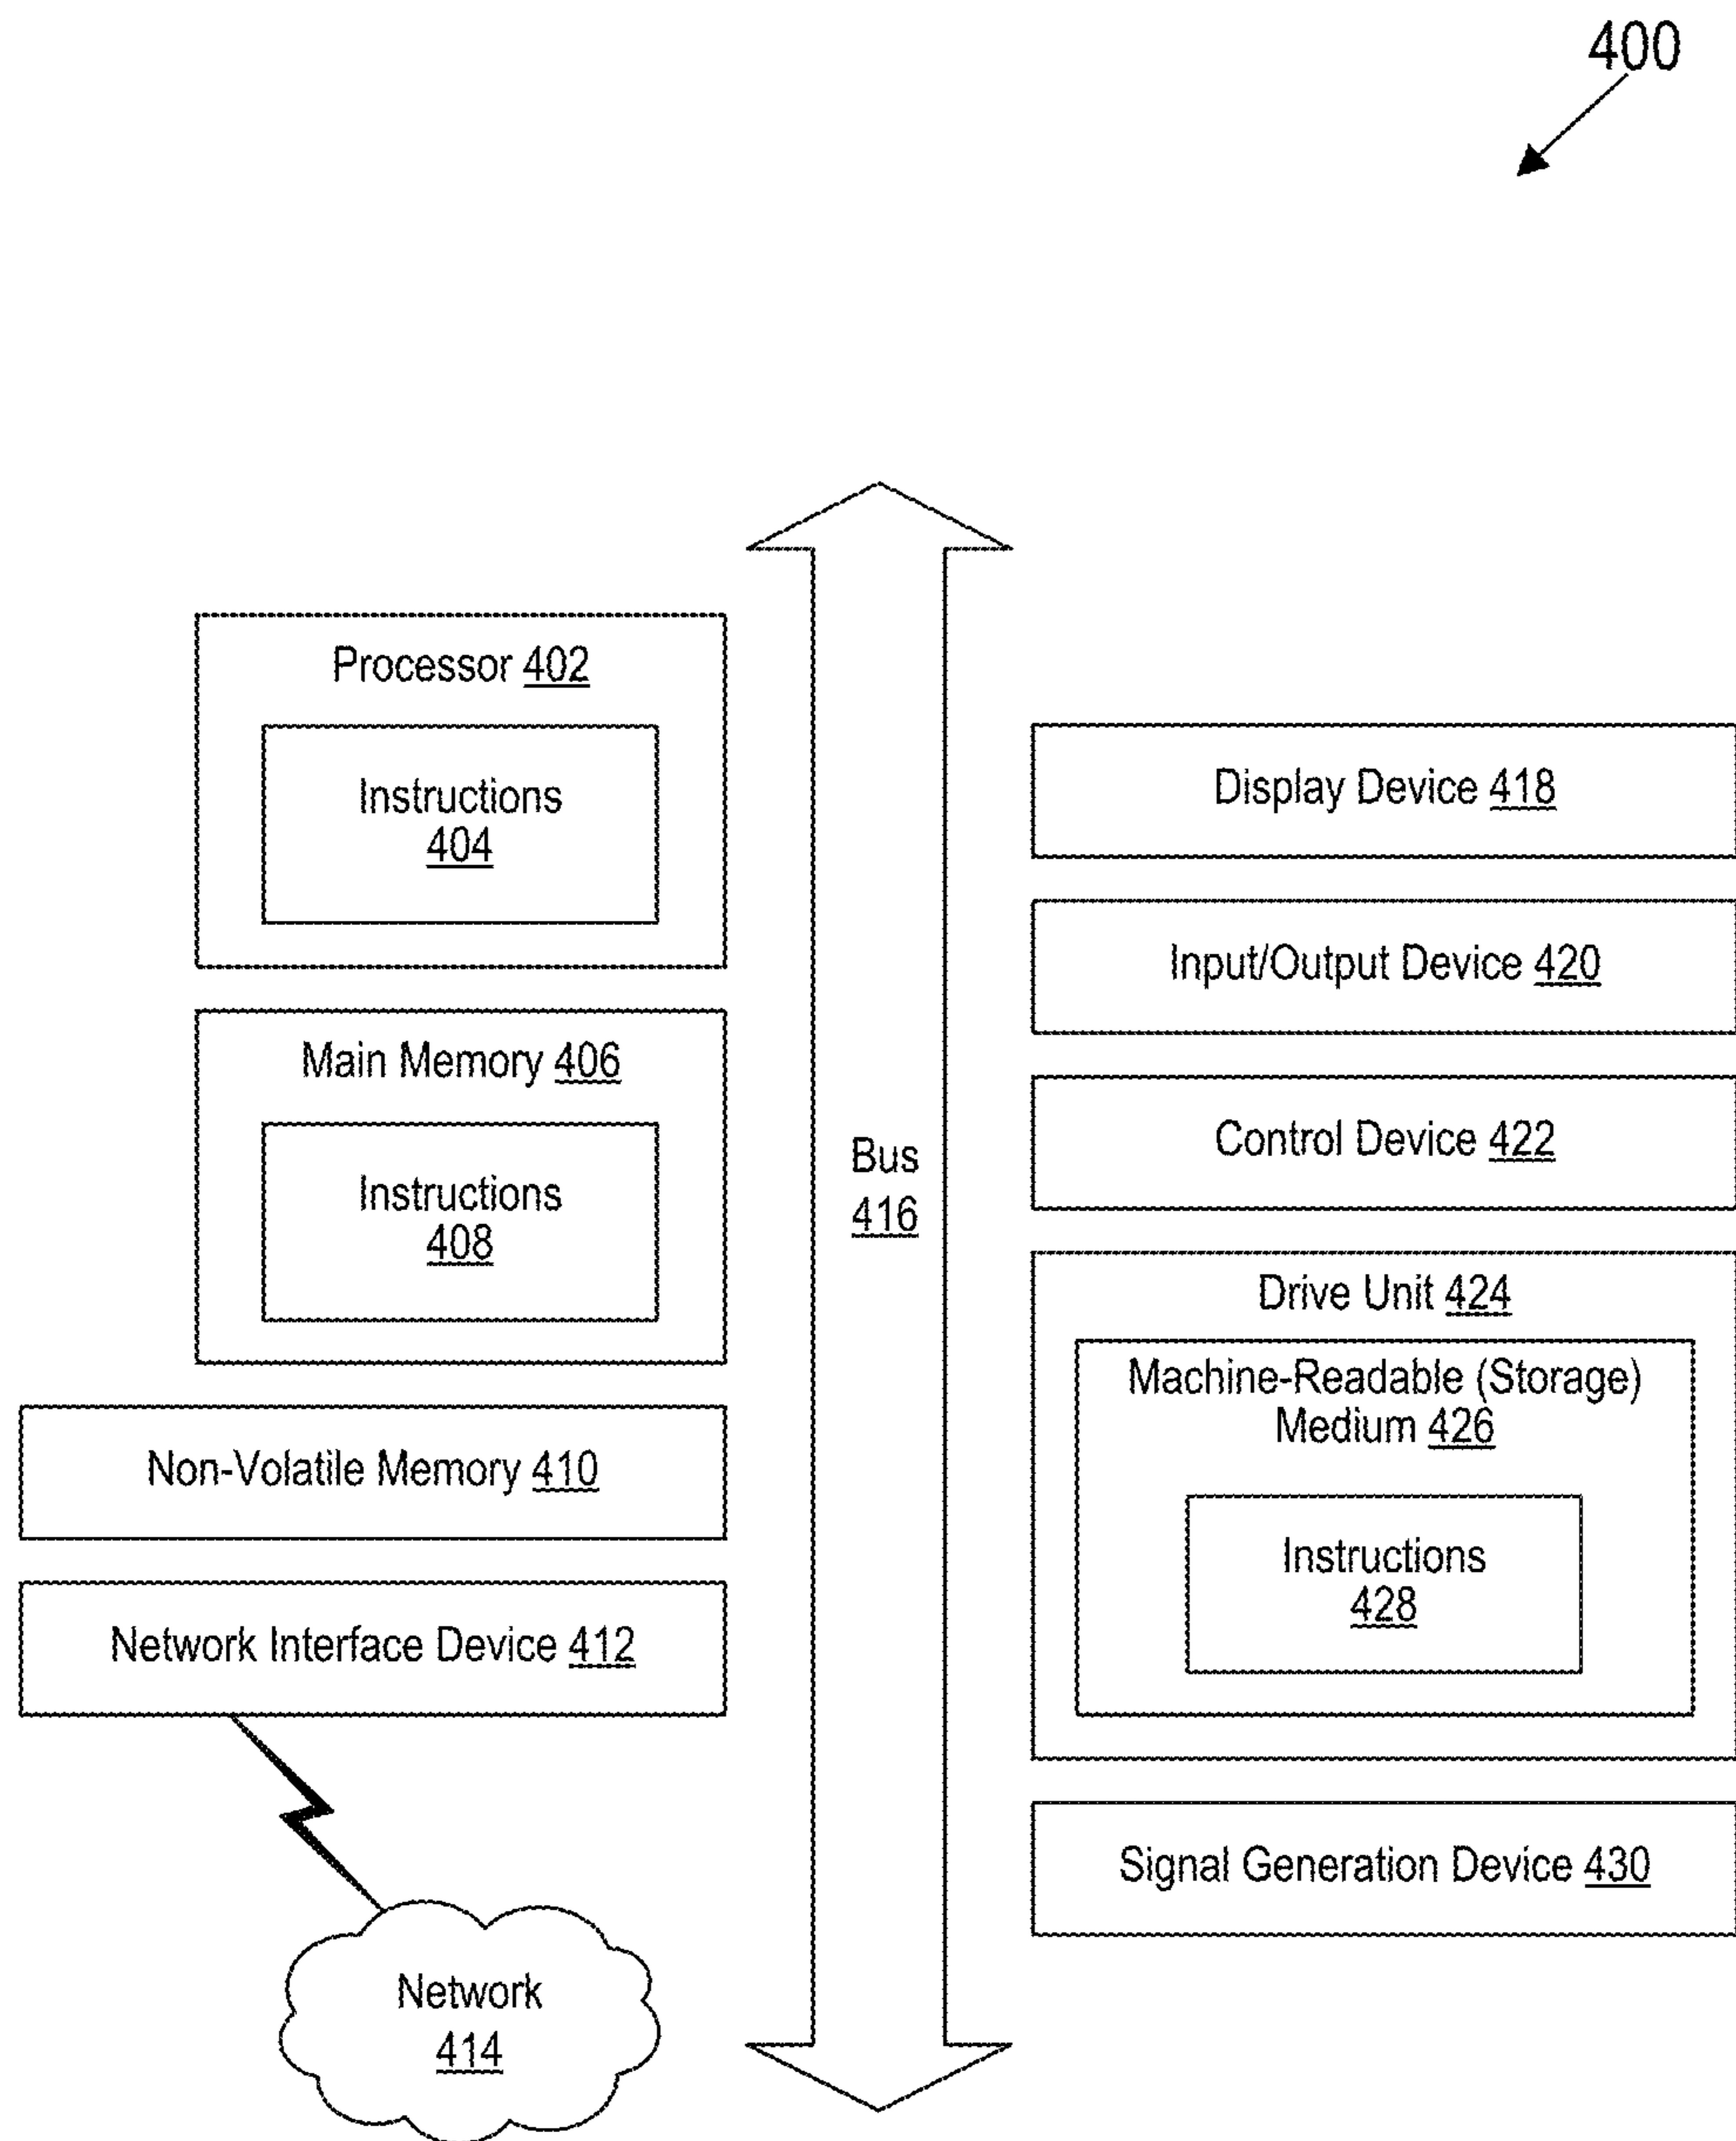 400
Processor 402
Instructions
404
Main Memory 406
Instructions
408
Non-Volatile Memory 410
Network Interface Device 412
Network
414
Bus
416
Display Device 418
Input/Output Device 420
Control Device 422
Drive Unit 424
Machine-Readable (Storage)
Medium 426
Instructions
428
Signal Generation Device 430